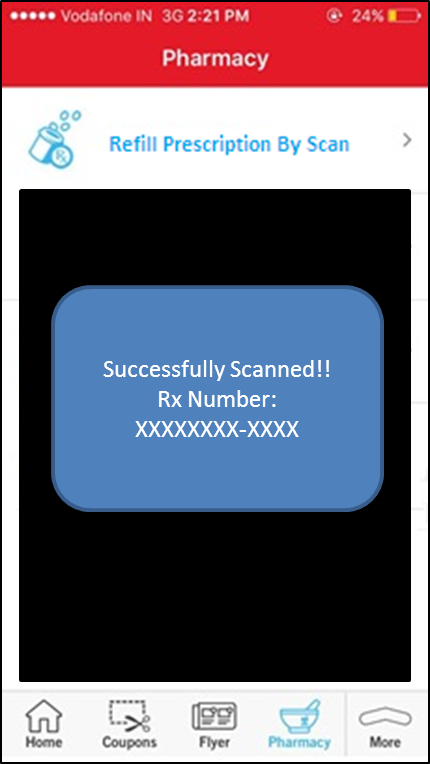 Vodafone IN 3G 2:21 PM 24%
Pharmacy
Refill Prescription By Scan
Successfully Scanned!!
Rx Number:
XXXXXXXX-XXXX
Home Coupons Flyer Pharmacy More